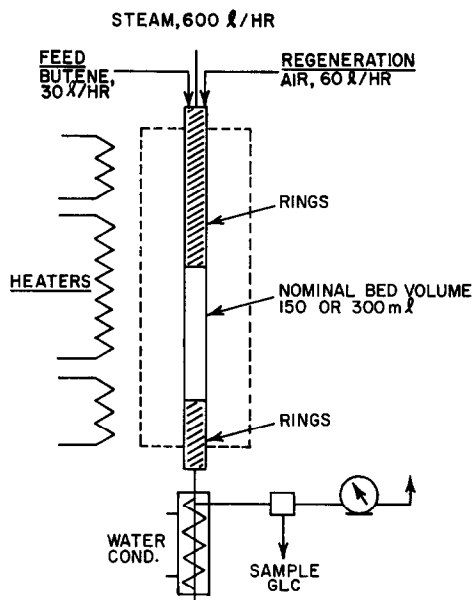 STEAM, 600 l/HR
FEED
BUTENE,
30 l/HR
REGENERATION
AIR, 60 l/HR
RINGS
HEATERS
NOMINAL BED VOLUME
150 OR 300 ml
RINGS
WATER
COND.
SAMPLE
GLC